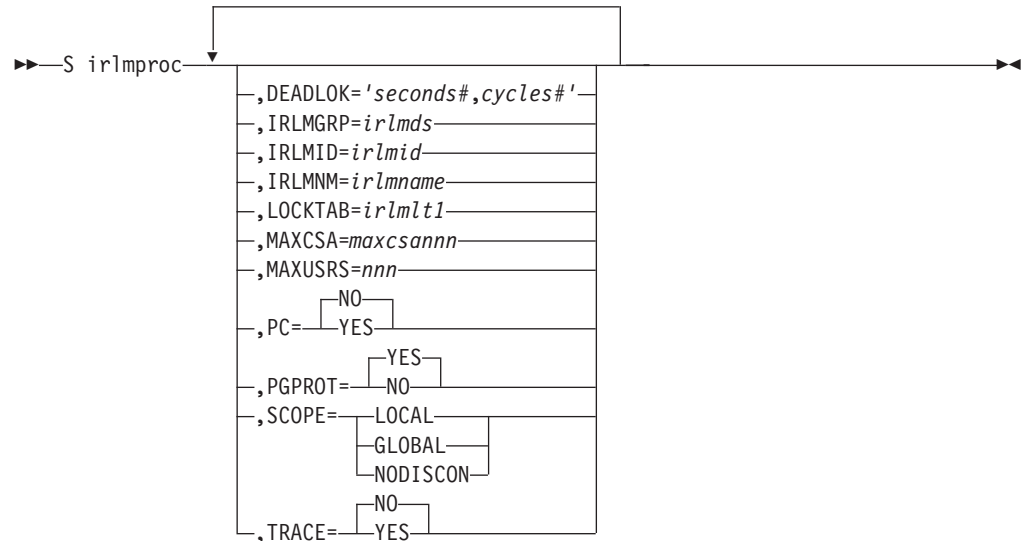 S irlmproc
,DEADLOK='seconds#,cycles#'
,IRLMGRP=irlmds
,IRLMID=irlmid
,IRLMNM=irlmname
,LOCKTAB=irlmlt1
,MAXCSA=maxcsannn
,MAXUSRS=nnn
NO
,PC= YES
YES
,PGPROT= NO
,SCOPE= LOCAL
GLOBAL
NODISCON
NO
,TRACE= YES